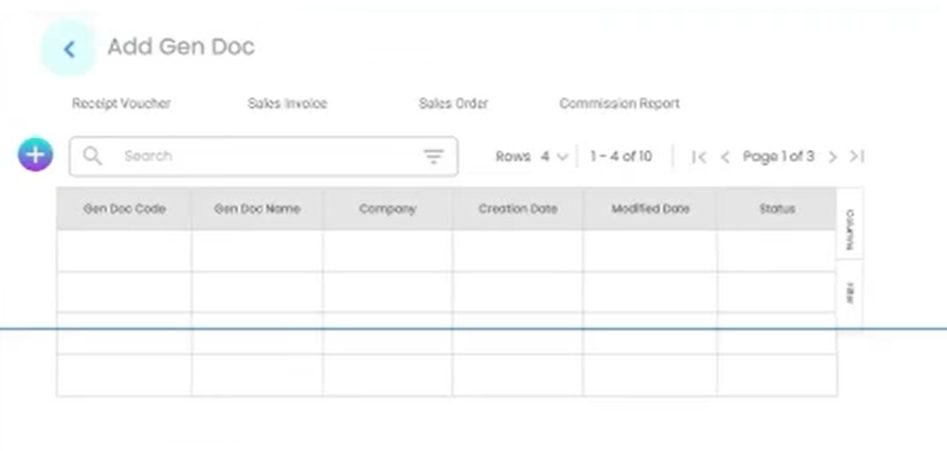 Add Gen Doc
Receipt Voucher Sales Invoice Sales Order Commission Report
Search Rows 4 1 - 4 of 10 Page 1 of 3
Gen Doc Code Gen Doc Name Company Creation Date Modified Date Status
Columns
Filter